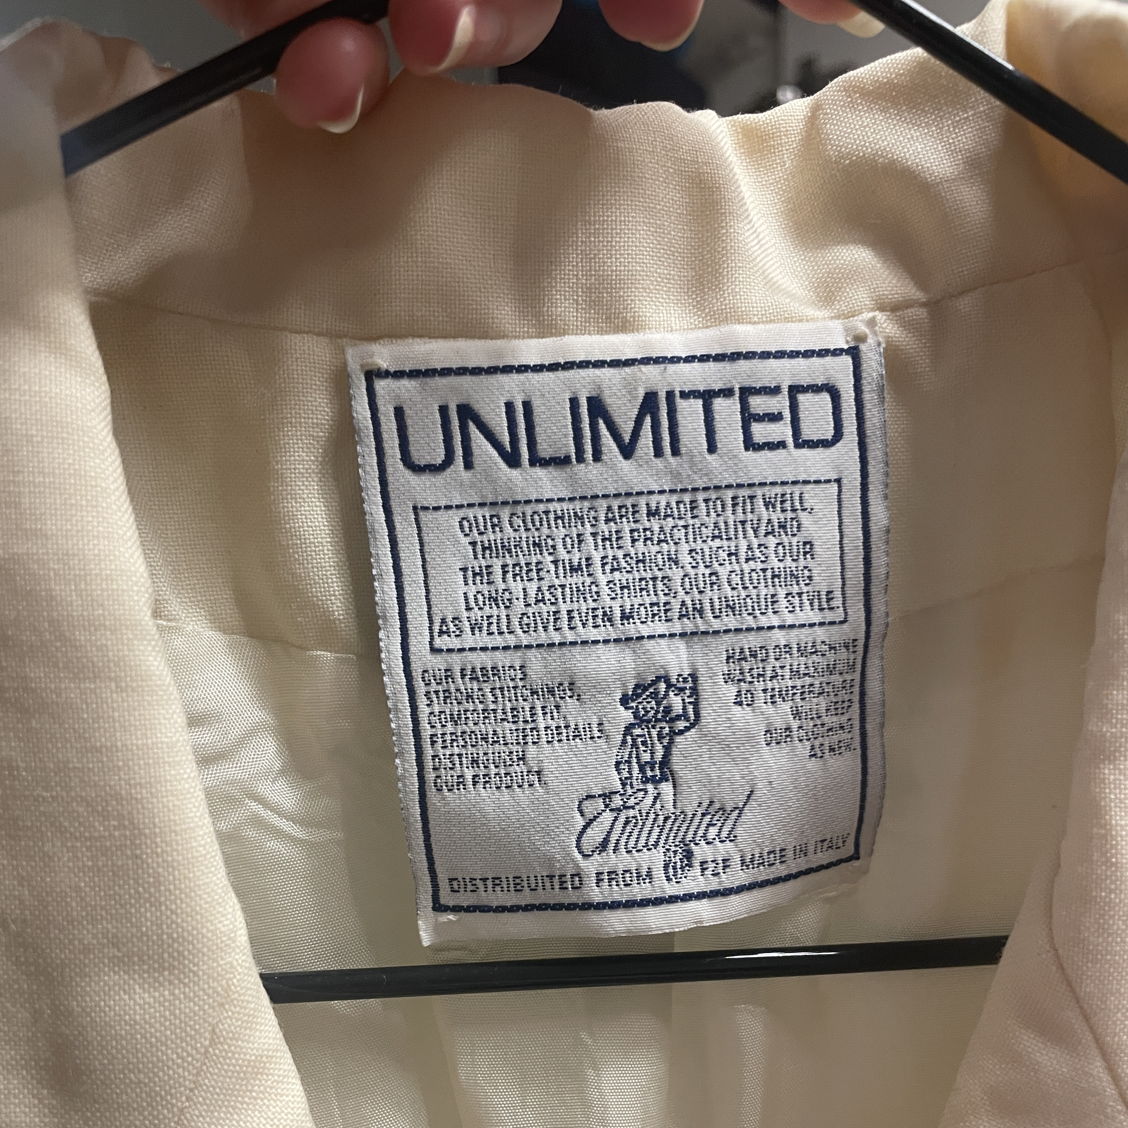 UNLIMITED
OUR CLOTHING ARE MADE TO FIT WELL,
THINKING OF THE PRACTICALITY AND
THE FREE TIME FASHION. SUCH AS OUR
LONG LASTING SHIRTS, OUR CLOTHING
AS WELL GIVE EVEN MORE AN UNIQUE STYLE
OUR FABRICS
STRONG STITCHINGS,
COMFORTABLE IN
PERSONALIZED DETAILS
DISTINGUISH
OUR PRODUCT
HAND OR MACHINE
WASH AT MAXIMUM
40 TEMPERATURE
WILL KEEP
OUR CLOTHING
AS NEW.
Unlimited
DISTRIBUITED FROM F2F MADE IN ITALY